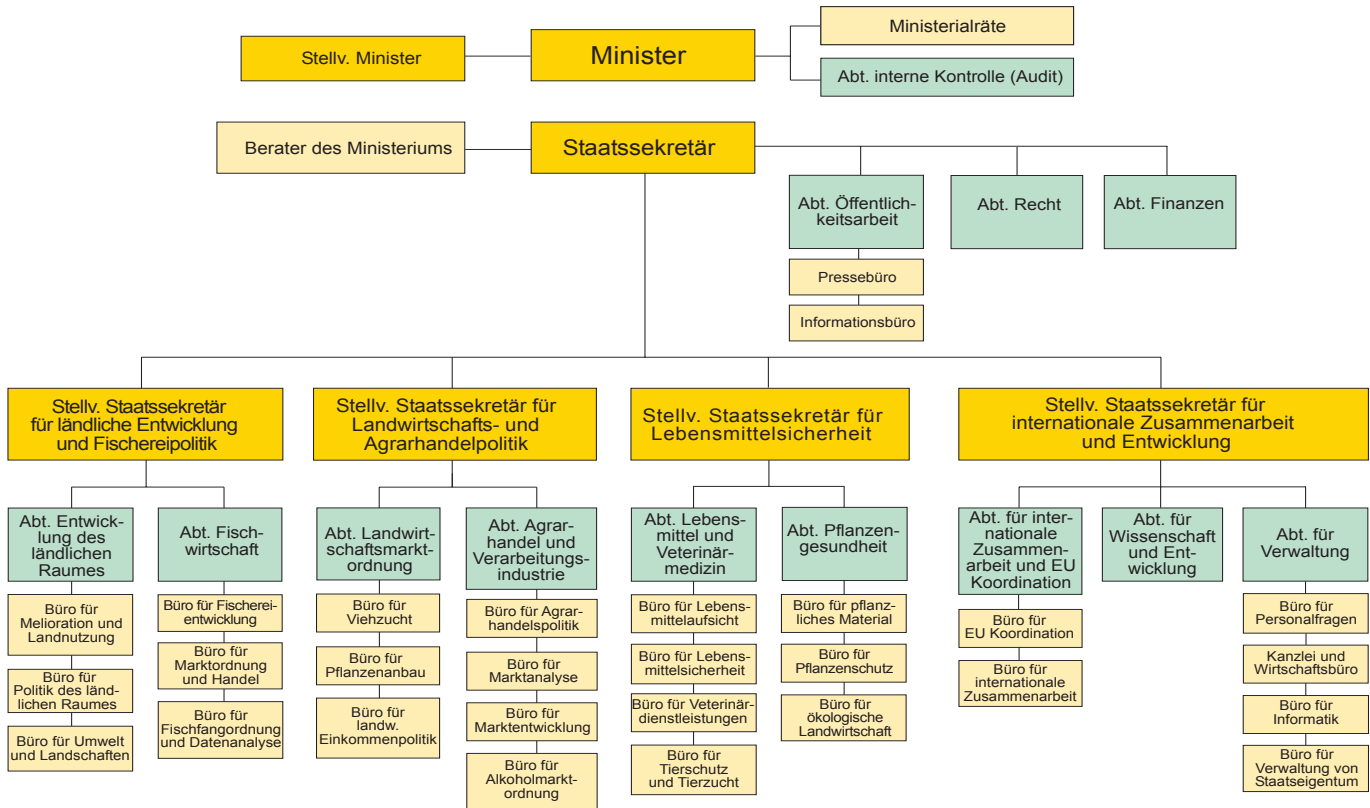 Ministerialräte
Stellv. Minister
Minister
Abt. interne Kontrolle (Audit)
Berater des Ministeriums
Staatssekretär
Abt. Öffentlich-
keitsarbeit
Abt. Recht
Abt. Finanzen
Pressebüro
Informationsbüro
Stellv. Staatssekretär
für ländliche Entwicklung
und Fischereipolitik
Stellv. Staatssekretär für
Landwirtschafts- und
Agrarhandelpolitik
Stellv. Staatssekretär für
Lebensmittelsicherheit
Stellv. Staatssekretär für
internationale Zusammenarbeit
und Entwicklung
Abt. Entwick-
lung des
ländlichen
Raumes
Büro für
Melioration und
Landnutzung
Büro für
Politik des länd-
lichen Raumes
Büro für Umwelt
und Landschaften
Abt. Fisch-
wirtschaft
Büro für Fischerei-
entwicklung
Büro für
Marktordnung
und Handel
Büro für
Fischfangordnung
und Datenanalyse
Abt. Landwirt-
schaftsmarkt-
ordnung
Büro für
Viehzucht
Büro für
Pflanzenanbau
Büro für
landw.
Einkommenpolitik
Abt. Agrar-
handel und
Verarbeitungs-
industrie
Büro für Agrar-
handelspolitik
Büro für
Marktanalyse
Büro für
Marktentwicklung
Büro für
Alkoholmarkt-
ordnung
Abt. Lebens-
mittel und
Veterinär-
medizin
Büro für Lebens-
mittelaufsicht
Büro für Lebens-
mittelsicherheit
Büro für Veterinär-
dienstleistungen
Büro für
Tierschutz
und Tierzucht
Abt. Pflanzen-
gesundheit
Büro für pflanz-
liches Material
Büro für
Pflanzenschutz
Büro für
ökologische
Landwirtschaft
Abt. für inter-
nationale
Zusammen-
arbeit und EU
Koordination
Büro für
EU Koordination
Büro für
internationale
Zusammenarbeit
Abt. für
Wissenschaft
und Ent-
wicklung
Abt. für
Verwaltung
Büro für
Personalfragen
Kanzlei und
Wirtschaftsbüro
Büro für
Informatik
Büro für
Verwaltung von
Staatseigentum